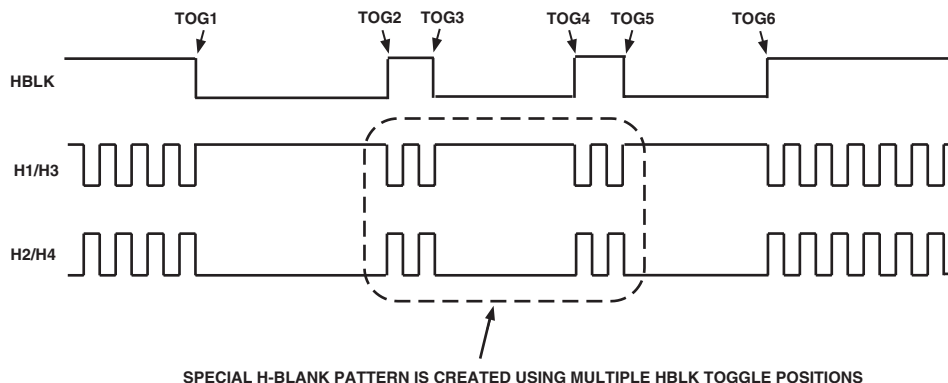 TOG1 TOG2 TOG3 TOG4 TOG5 TOG6
HBLK
H1/H3
H2/H4
SPECIAL H-BLANK PATTERN IS CREATED USING MULTIPLE HBLK TOGGLE POSITIONS